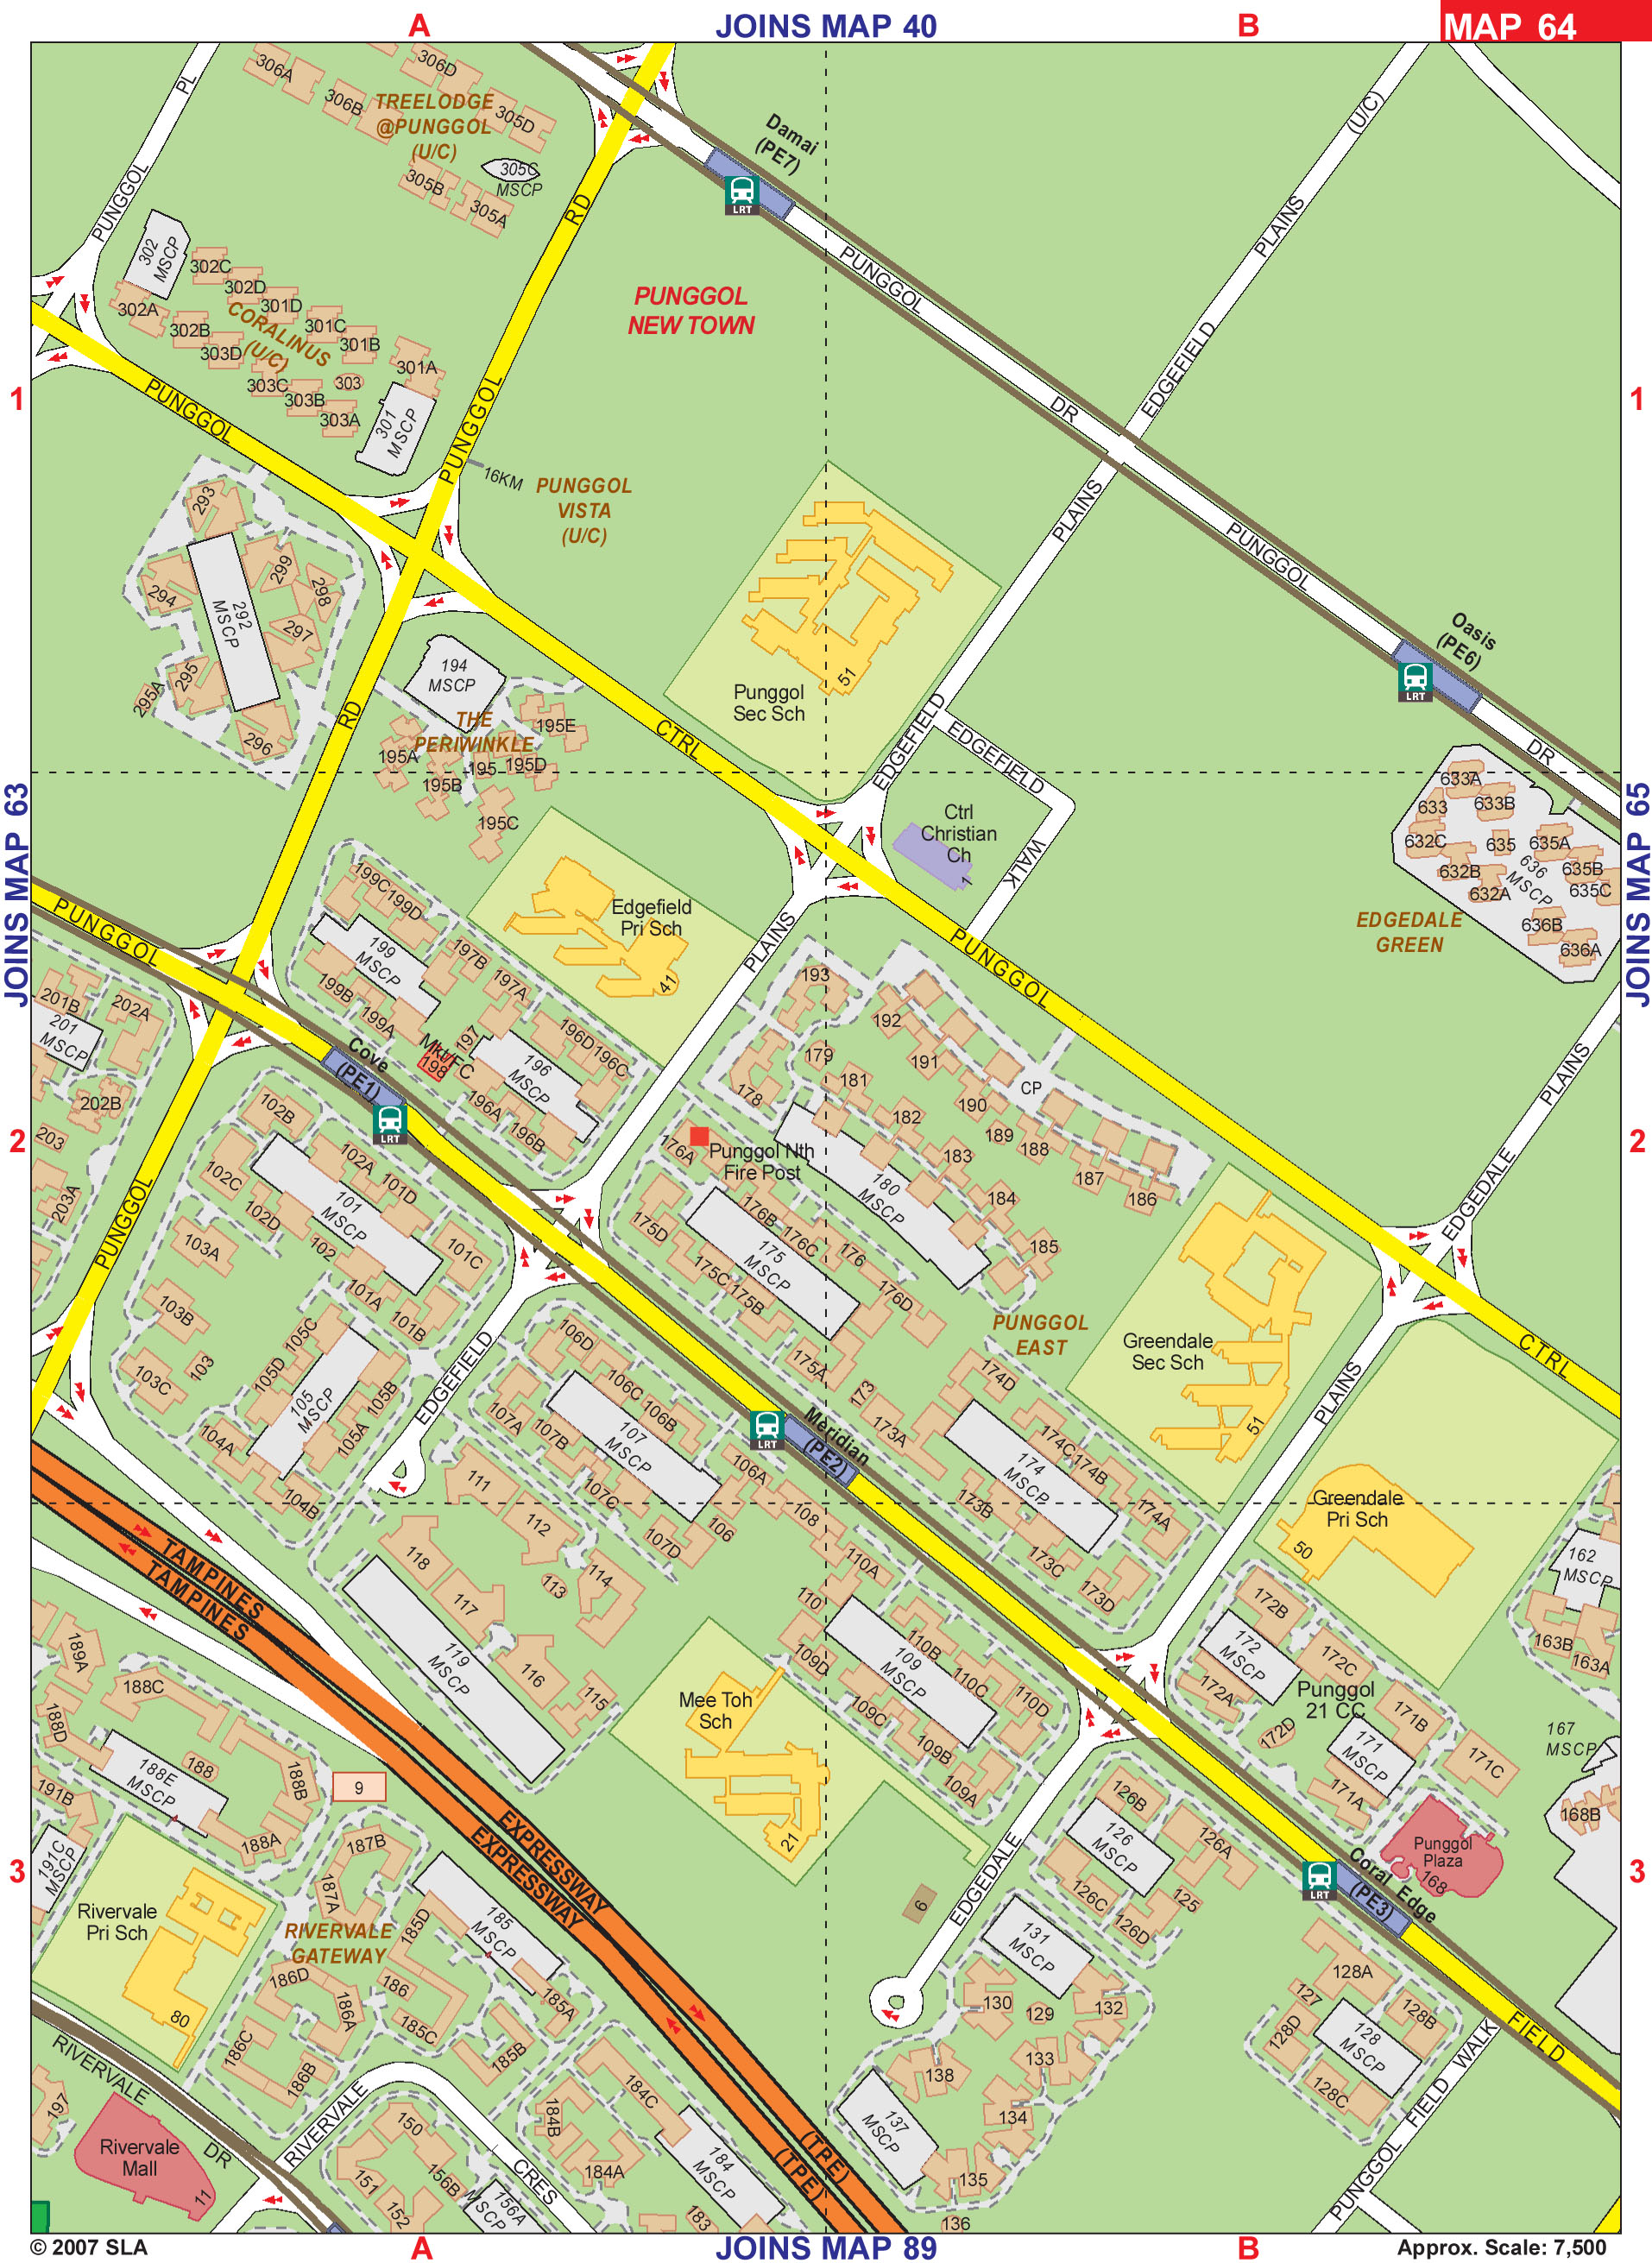 A
JOINS MAP 40
B
MAP 64
306A
306B
306D
305D
TREELODGE
@PUNGGOL
(U/C)
305C
MSCP
305B
305A
PUNGGOL
PL
RD
Damai
(PE7)
LRT
PLAINS
(U/C)
302
MSCP
302C
302D
301D
301C
301B
301A
302A
302B
303D
303C
303B
303A
303
CORALINUS
(U/C)
301
MSCP
PUNGGOL
NEW TOWN
PUNGGOL
DR
EDGEFIELD
1
1
PUNGGOL
PUNGGOL
16KM
PUNGGOL
VISTA
(U/C)
PLAINS
PUNGGOL
293
294
299
298
297
292
MSCP
295
295A
296
51
Punggol
Sec Sch
Oasis
(PE6)
LRT
DR
194
MSCP
THE
PERIWINKLE
195E
195A
195B
195
195D
195C
RD
CTRL
EDGEFIELD
EDGEFIELD
WALK
Ctrl
Christian
Ch
1
633A
633
633B
632C
635
635A
632B
632A
636
MSCP
635B
635C
636B
636A
EDGEDALE
GREEN
JOINS MAP 63
JOINS MAP 65
PUNGGOL
199C
199D
199
MSCP
199B
199A
197B
197A
197
Mkt/FC
198
196
MSCP
196D
196C
196A
196B
Edgefield
Pri Sch
41
PLAINS
PUNGGOL
193
192
191
179
178
181
182
183
184
185
190
189
188
187
186
CP
180
MSCP
PLAINS
EDGEDALE
201B
201
MSCP
202A
202B
203
203A
Cove
(PE1)
LRT
2
2
102B
102C
102A
101D
101
MSCP
102D
102
101C
101A
101B
103A
103B
103C
103
105C
105D
105
MSCP
105B
105A
104A
104B
PUNGGOL
176A
Punggol Nth
Fire Post
175D
176B
176C
176
176D
175
MSCP
175C
175B
175A
PUNGGOL
EAST
Greendale
Sec Sch
51
CTRL
PLAINS
EDGEFIELD
106D
106C
106B
107A
107B
107
MSCP
107C
107D
106A
106
108
LRT
Meridian
(PE2)
173
173A
174D
174
MSCP
174C
174B
174A
173B
173C
173D
Greendale
Pri Sch
50
111
112
113
114
118
117
116
115
119
MSCP
110A
110
109D
109
MSCP
110B
110C
110D
109C
109B
109A
162
MSCP
163B
163A
172B
172
MSCP
172C
172A
172D
Punggol
21 CC
171B
171
MSCP
171C
171A
167
MSCP
168B
TAMPINES
TAMPINES
EXPRESSWAY
EXPRESSWAY
(TPE)
(TPE)
189A
188C
188D
188
188E
MSCP
188B
188A
191B
191C
MSCP
9
187B
187A
Mee Toh
Sch
21
6
EDGEDALE
126B
126
MSCP
126A
126C
126D
125
Punggol
Plaza
168
Coral Edge
(PE3)
LRT
3
3
Rivervale
Pri Sch
80
RIVERVALE
GATEWAY
185D
185
MSCP
186D
186
186A
185C
185A
185B
186C
186B
131
MSCP
130
129
132
133
138
134
137
MSCP
135
136
128A
127
128D
128
MSCP
128B
128C
FIELD
PUNGGOL
FIELD
WALK
RIVERVALE
DR
197
Rivervale
Mall
11
RIVERVALE
CRES
150
151
152
156B
156A
MSCP
184C
184B
184A
184
MSCP
183
© 2007 SLA
A
JOINS MAP 89
B
Approx. Scale: 7,500